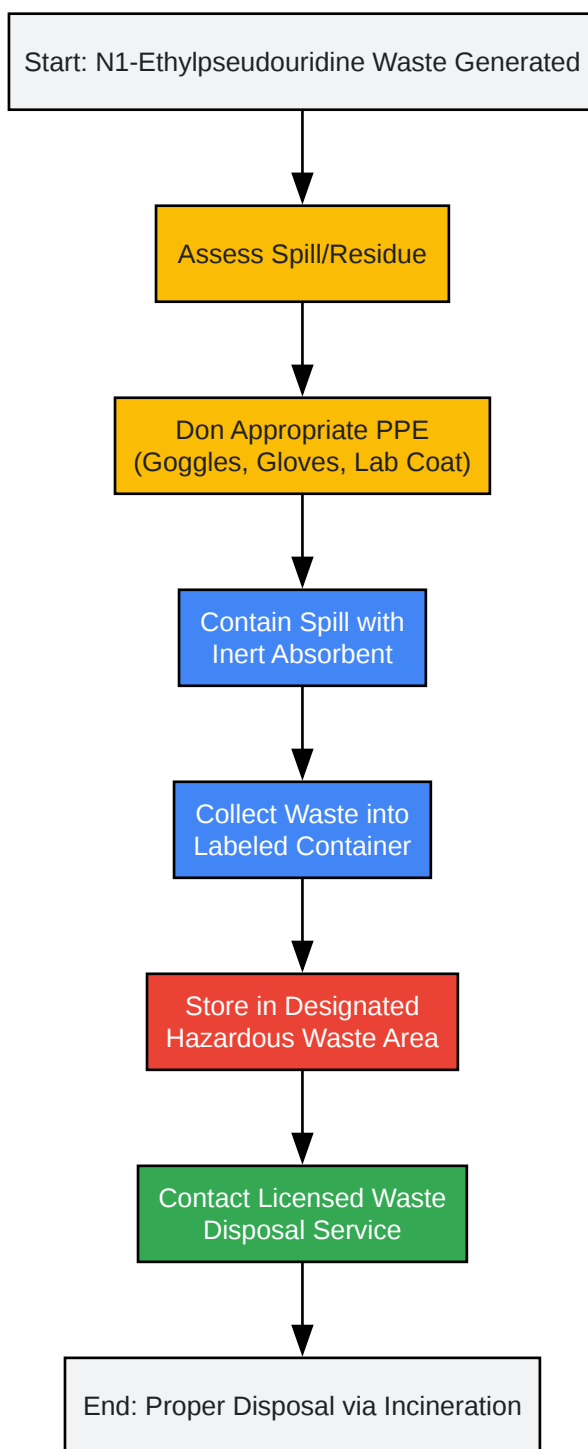 Start: N1-Ethylpseudouridine Waste Generated
Assess Spill/Residue
Don Appropriate PPE
(Goggles, Gloves, Lab Coat)
Contain Spill with
Inert Absorbent
Collect Waste into
Labeled Container
Store in Designated
Hazardous Waste Area
Contact Licensed Waste
Disposal Service
End: Proper Disposal via Incineration